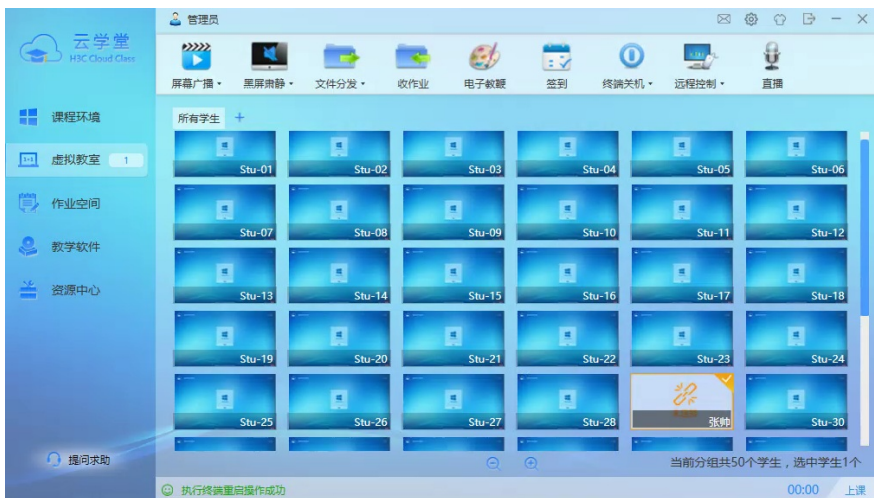 云学堂
H3C Cloud Class
管理员
屏幕广播
黑屏肃静
文件分发
收作业
电子教鞭
签到
终端关机
远程控制
直播
课程环境
虚拟教室 1
作业空间
教学软件
资源中心
提问求助
所有学生 +
Stu-01 Stu-02 Stu-03 Stu-04 Stu-05 Stu-06
Stu-07 Stu-08 Stu-09 Stu-10 Stu-11 Stu-12
Stu-13 Stu-14 Stu-15 Stu-16 Stu-17 Stu-18
Stu-19 Stu-20 Stu-21 Stu-22 Stu-23 Stu-24
Stu-25 Stu-26 Stu-27 Stu-28 张帅 Stu-30
当前分组共50个学生，选中学生1个
执行终端重启操作成功
00:00 上课